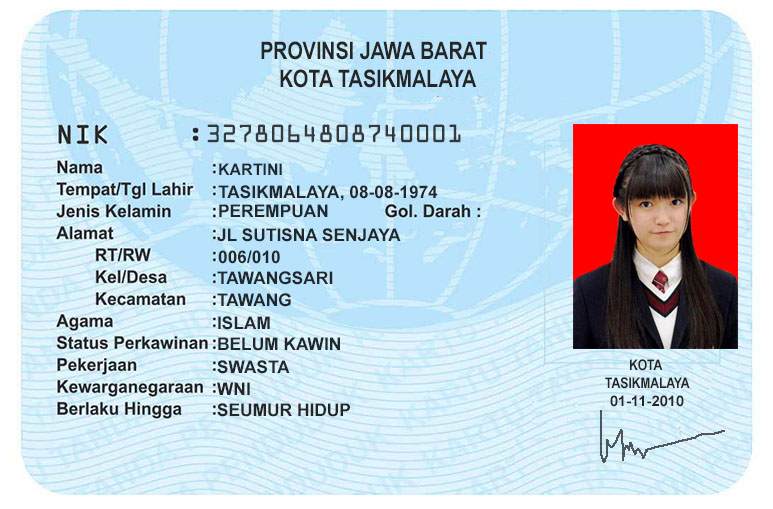 PROVINSI JAWA BARAT
KOTA TASIKMALAYA
NIK : 3278064808740001
Nama :KARTINI
Tempat/Tgl Lahir :TASIKMALAYA, 08-08-1974
Jenis Kelamin :PEREMPUAN Gol. Darah :
Alamat :JL SUTISNA SENJAYA
RT/RW :006/010
Kel/Desa :TAWANGSARI
Kecamatan :TAWANG
Agama :ISLAM
Status Perkawinan :BELUM KAWIN
Pekerjaan :SWASTA
Kewarganegaraan :WNI
Berlaku Hingga :SEUMUR HIDUP
KOTA
TASIKMALAYA
01-11-2010